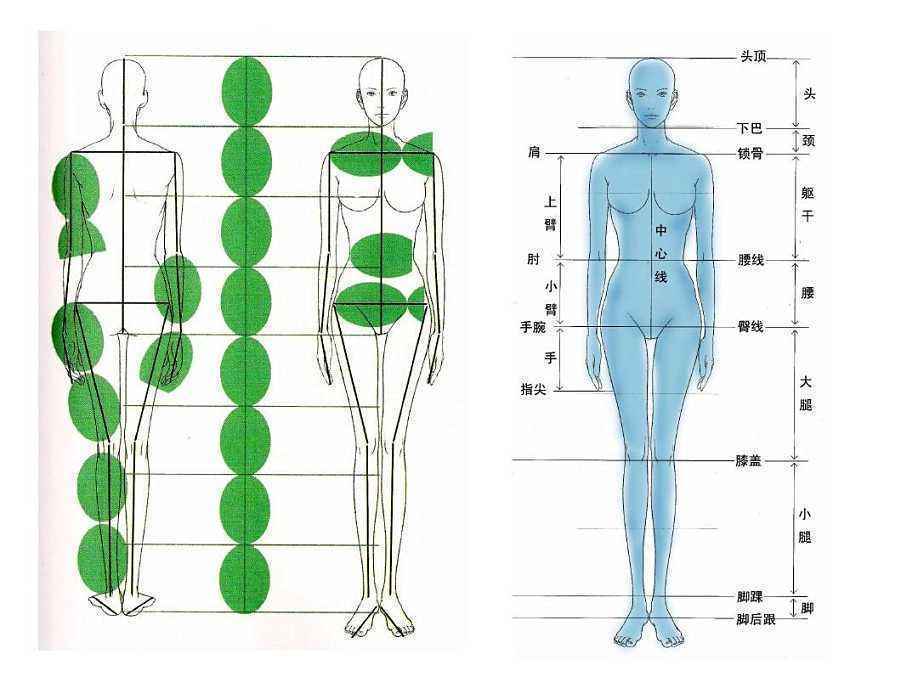 头顶
头
下巴
颈
肩
锁骨
上臂
躯干
中心线
肘
腰线
小臂
腰
手腕
臀线
手
大腿
指尖
膝盖
小腿
脚踝
脚
脚后跟